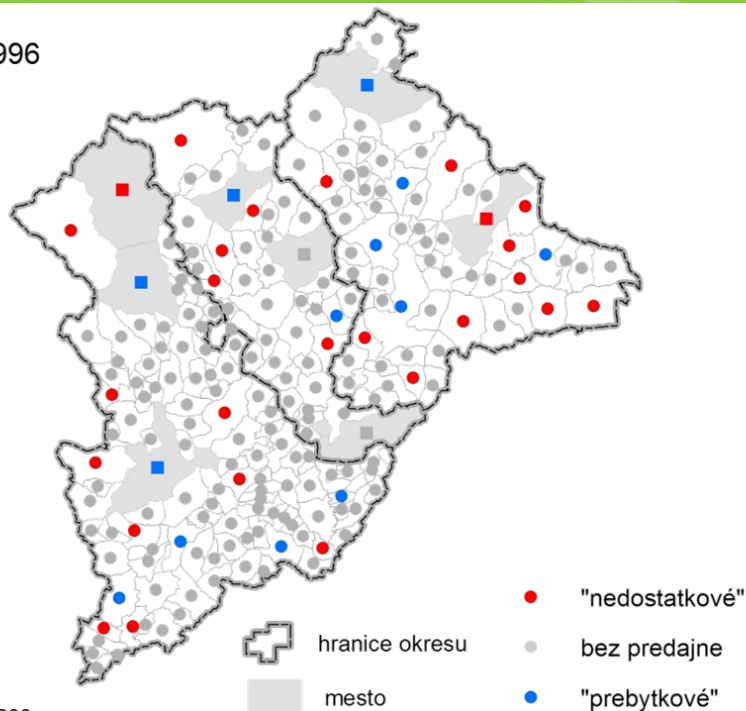 996
"nedostatkové"
hranice okresu
bez predajne
mesto
"prebytkové"